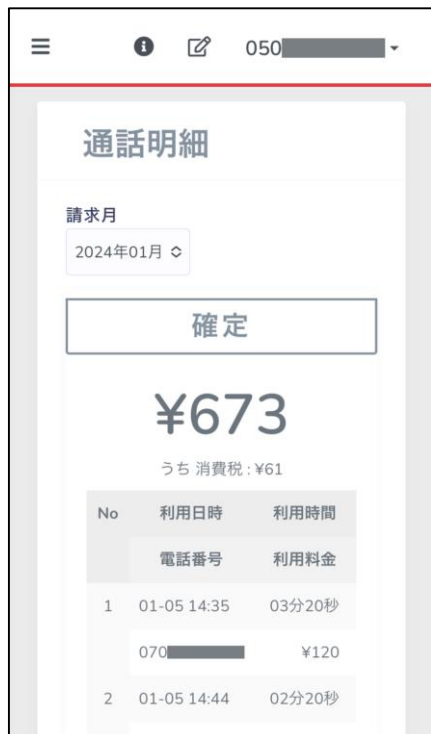 050
通話明細
請求月
2024年01月
確定
¥673
うち 消費税 : ¥61
No 利用日時 利用時間
電話番号 利用料金
1 01-05 14:35 03分20秒
070 ¥120
2 01-05 14:44 02分20秒